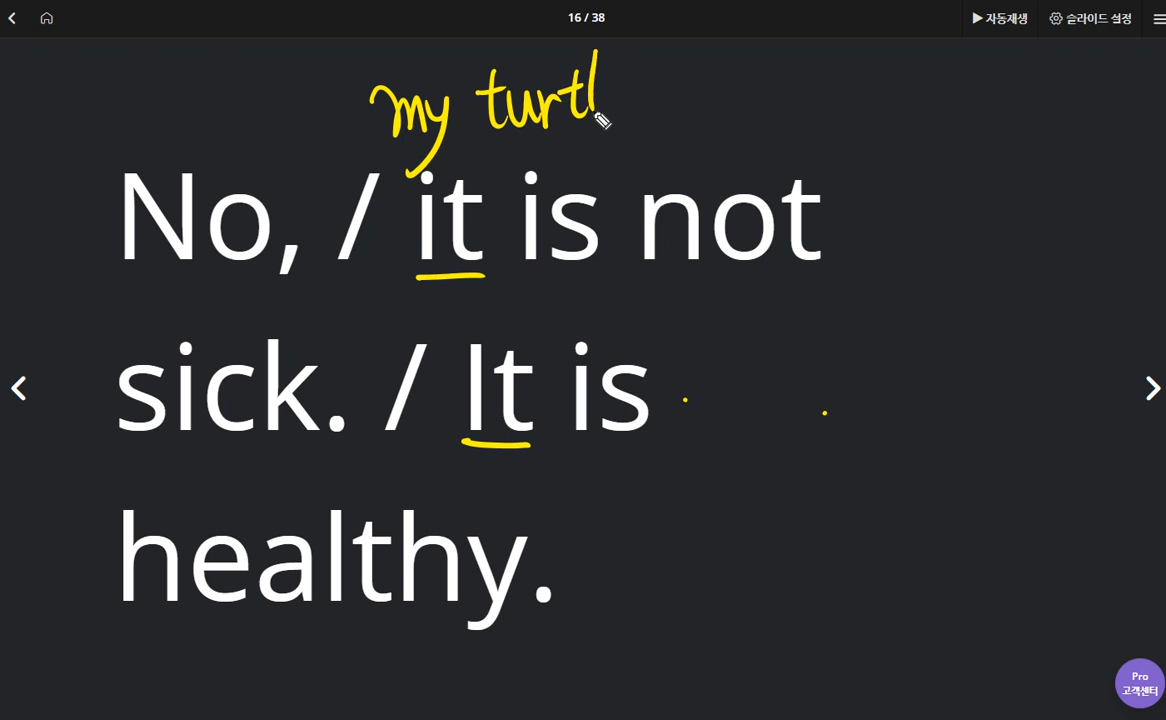 16 / 38
▶ 자동재생
슬라이드 설정
my turtl
No, / it is not
sick. / It is
healthy.
Pro
고객센터